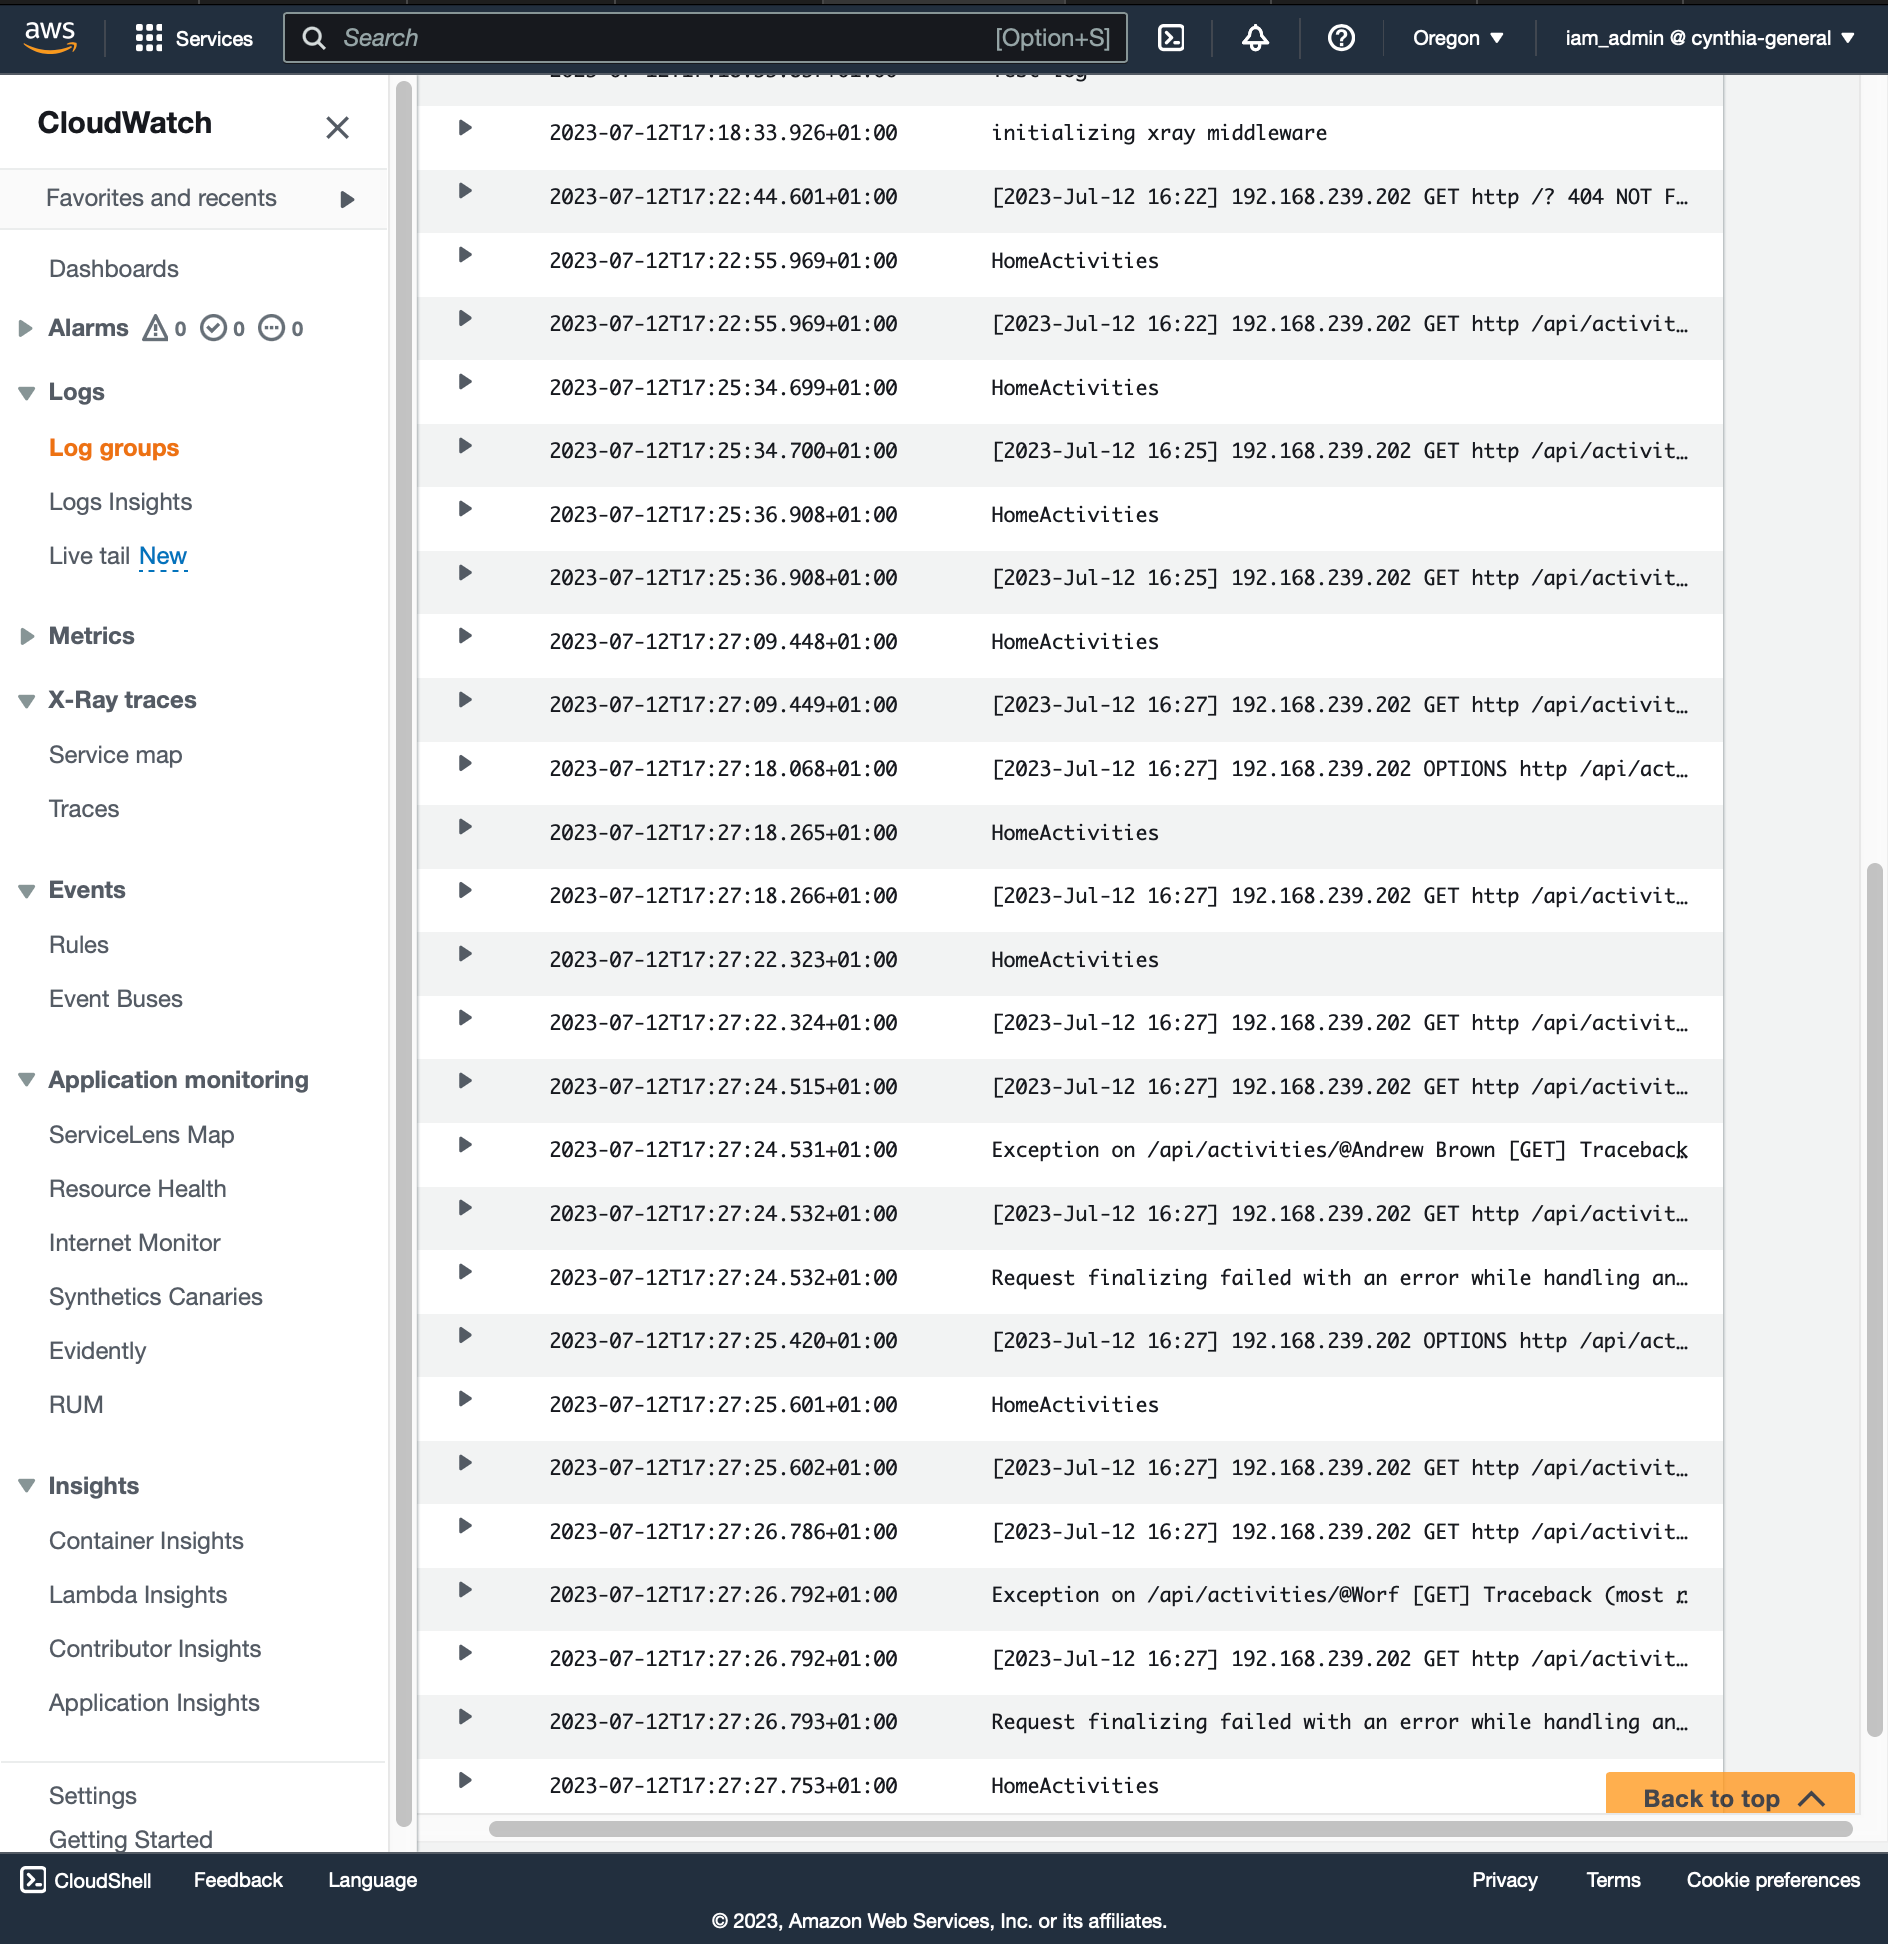 aws
Services
Search
[Option+S]
Oregon
iam_admin @ cynthia-general
CloudWatch
Favorites and recents
Dashboards
Alarms 0 0 0
Logs
Log groups
Logs Insights
Live tail New
Metrics
X-Ray traces
Service map
Traces
Events
Rules
Event Buses
Application monitoring
ServiceLens Map
Resource Health
Internet Monitor
Synthetics Canaries
Evidently
RUM
Insights
Container Insights
Lambda Insights
Contributor Insights
Application Insights
Settings
Getting Started
2023-07-12T17:18:33.926+01:00 initializing xray middleware
2023-07-12T17:22:44.601+01:00 [2023-Jul-12 16:22] 192.168.239.202 GET http /? 404 NOT F…
2023-07-12T17:22:55.969+01:00 HomeActivities
2023-07-12T17:22:55.969+01:00 [2023-Jul-12 16:22] 192.168.239.202 GET http /api/activit…
2023-07-12T17:25:34.699+01:00 HomeActivities
2023-07-12T17:25:34.700+01:00 [2023-Jul-12 16:25] 192.168.239.202 GET http /api/activit…
2023-07-12T17:25:36.908+01:00 HomeActivities
2023-07-12T17:25:36.908+01:00 [2023-Jul-12 16:25] 192.168.239.202 GET http /api/activit…
2023-07-12T17:27:09.448+01:00 HomeActivities
2023-07-12T17:27:09.449+01:00 [2023-Jul-12 16:27] 192.168.239.202 GET http /api/activit…
2023-07-12T17:27:18.068+01:00 [2023-Jul-12 16:27] 192.168.239.202 OPTIONS http /api/act…
2023-07-12T17:27:18.265+01:00 HomeActivities
2023-07-12T17:27:18.266+01:00 [2023-Jul-12 16:27] 192.168.239.202 GET http /api/activit…
2023-07-12T17:27:22.323+01:00 HomeActivities
2023-07-12T17:27:22.324+01:00 [2023-Jul-12 16:27] 192.168.239.202 GET http /api/activit…
2023-07-12T17:27:24.515+01:00 [2023-Jul-12 16:27] 192.168.239.202 GET http /api/activit…
2023-07-12T17:27:24.531+01:00 Exception on /api/activities/@Andrew Brown [GET] Traceback
2023-07-12T17:27:24.532+01:00 [2023-Jul-12 16:27] 192.168.239.202 GET http /api/activit…
2023-07-12T17:27:24.532+01:00 Request finalizing failed with an error while handling an…
2023-07-12T17:27:25.420+01:00 [2023-Jul-12 16:27] 192.168.239.202 OPTIONS http /api/act…
2023-07-12T17:27:25.601+01:00 HomeActivities
2023-07-12T17:27:25.602+01:00 [2023-Jul-12 16:27] 192.168.239.202 GET http /api/activit…
2023-07-12T17:27:26.786+01:00 [2023-Jul-12 16:27] 192.168.239.202 GET http /api/activit…
2023-07-12T17:27:26.792+01:00 Exception on /api/activities/@Worf [GET] Traceback (most r…
2023-07-12T17:27:26.792+01:00 [2023-Jul-12 16:27] 192.168.239.202 GET http /api/activit…
2023-07-12T17:27:26.793+01:00 Request finalizing failed with an error while handling an…
2023-07-12T17:27:27.753+01:00 HomeActivities
Back to top
CloudShell
Feedback
Language
Privacy
Terms
Cookie preferences
© 2023, Amazon Web Services, Inc. or its affiliates.